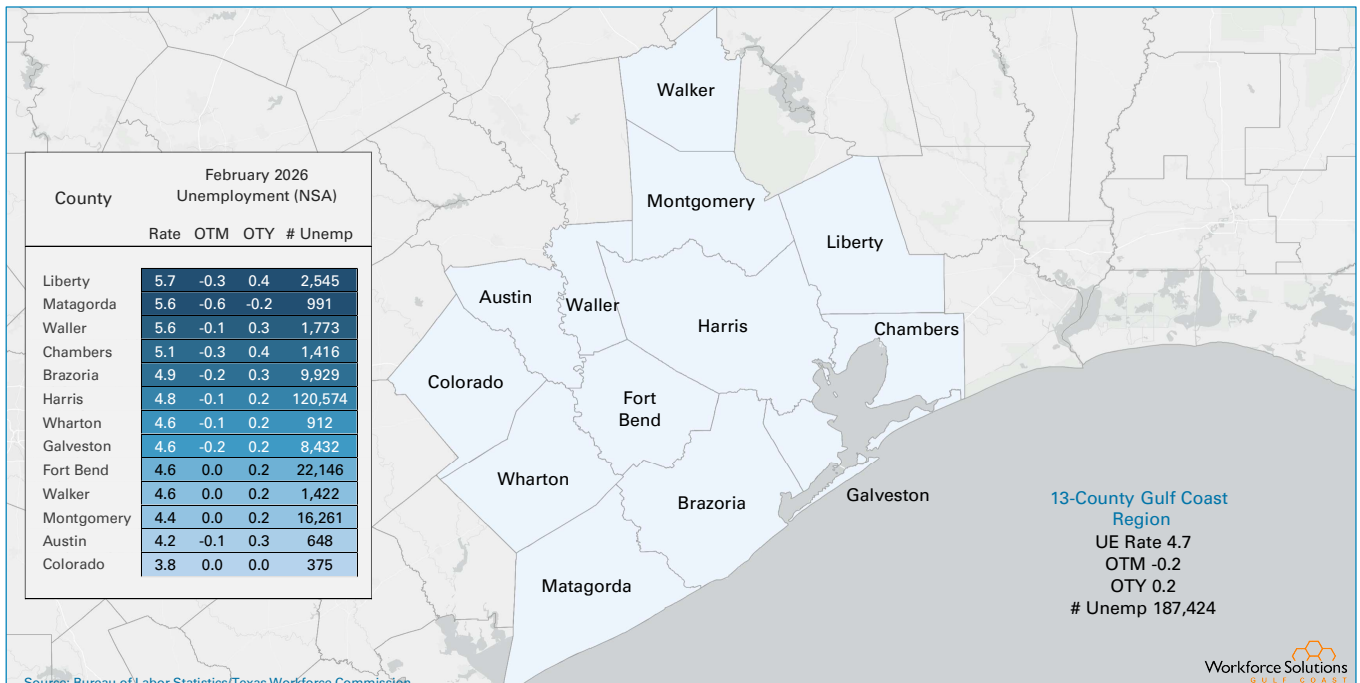 Walker
Montgomery
Liberty
Austin
Waller
Harris
Chambers
Colorado
Fort
Bend
Wharton
Brazoria
Galveston
Matagorda
County
February 2026
Unemployment (NSA)
Rate OTM OTY # Unemp
Liberty 5.7 -0.3 0.4 2,545
Matagorda 5.6 -0.6 -0.2 991
Waller 5.6 -0.1 0.3 1,773
Chambers 5.1 -0.3 0.4 1,416
Brazoria 4.9 -0.2 0.3 9,929
Harris 4.8 -0.1 0.2 120,574
Wharton 4.6 -0.1 0.2 912
Galveston 4.6 -0.2 0.2 8,432
Fort Bend 4.6 0.0 0.2 22,146
Walker 4.6 0.0 0.2 1,422
Montgomery 4.4 0.0 0.2 16,261
Austin 4.2 -0.1 0.3 648
Colorado 3.8 0.0 0.0 375
13-County Gulf Coast
Region
UE Rate 4.7
OTM -0.2
OTY 0.2
# Unemp 187,424
Source: Bureau of Labor Statistics/Texas Workforce Commission
Workforce Solutions
GULF COAST